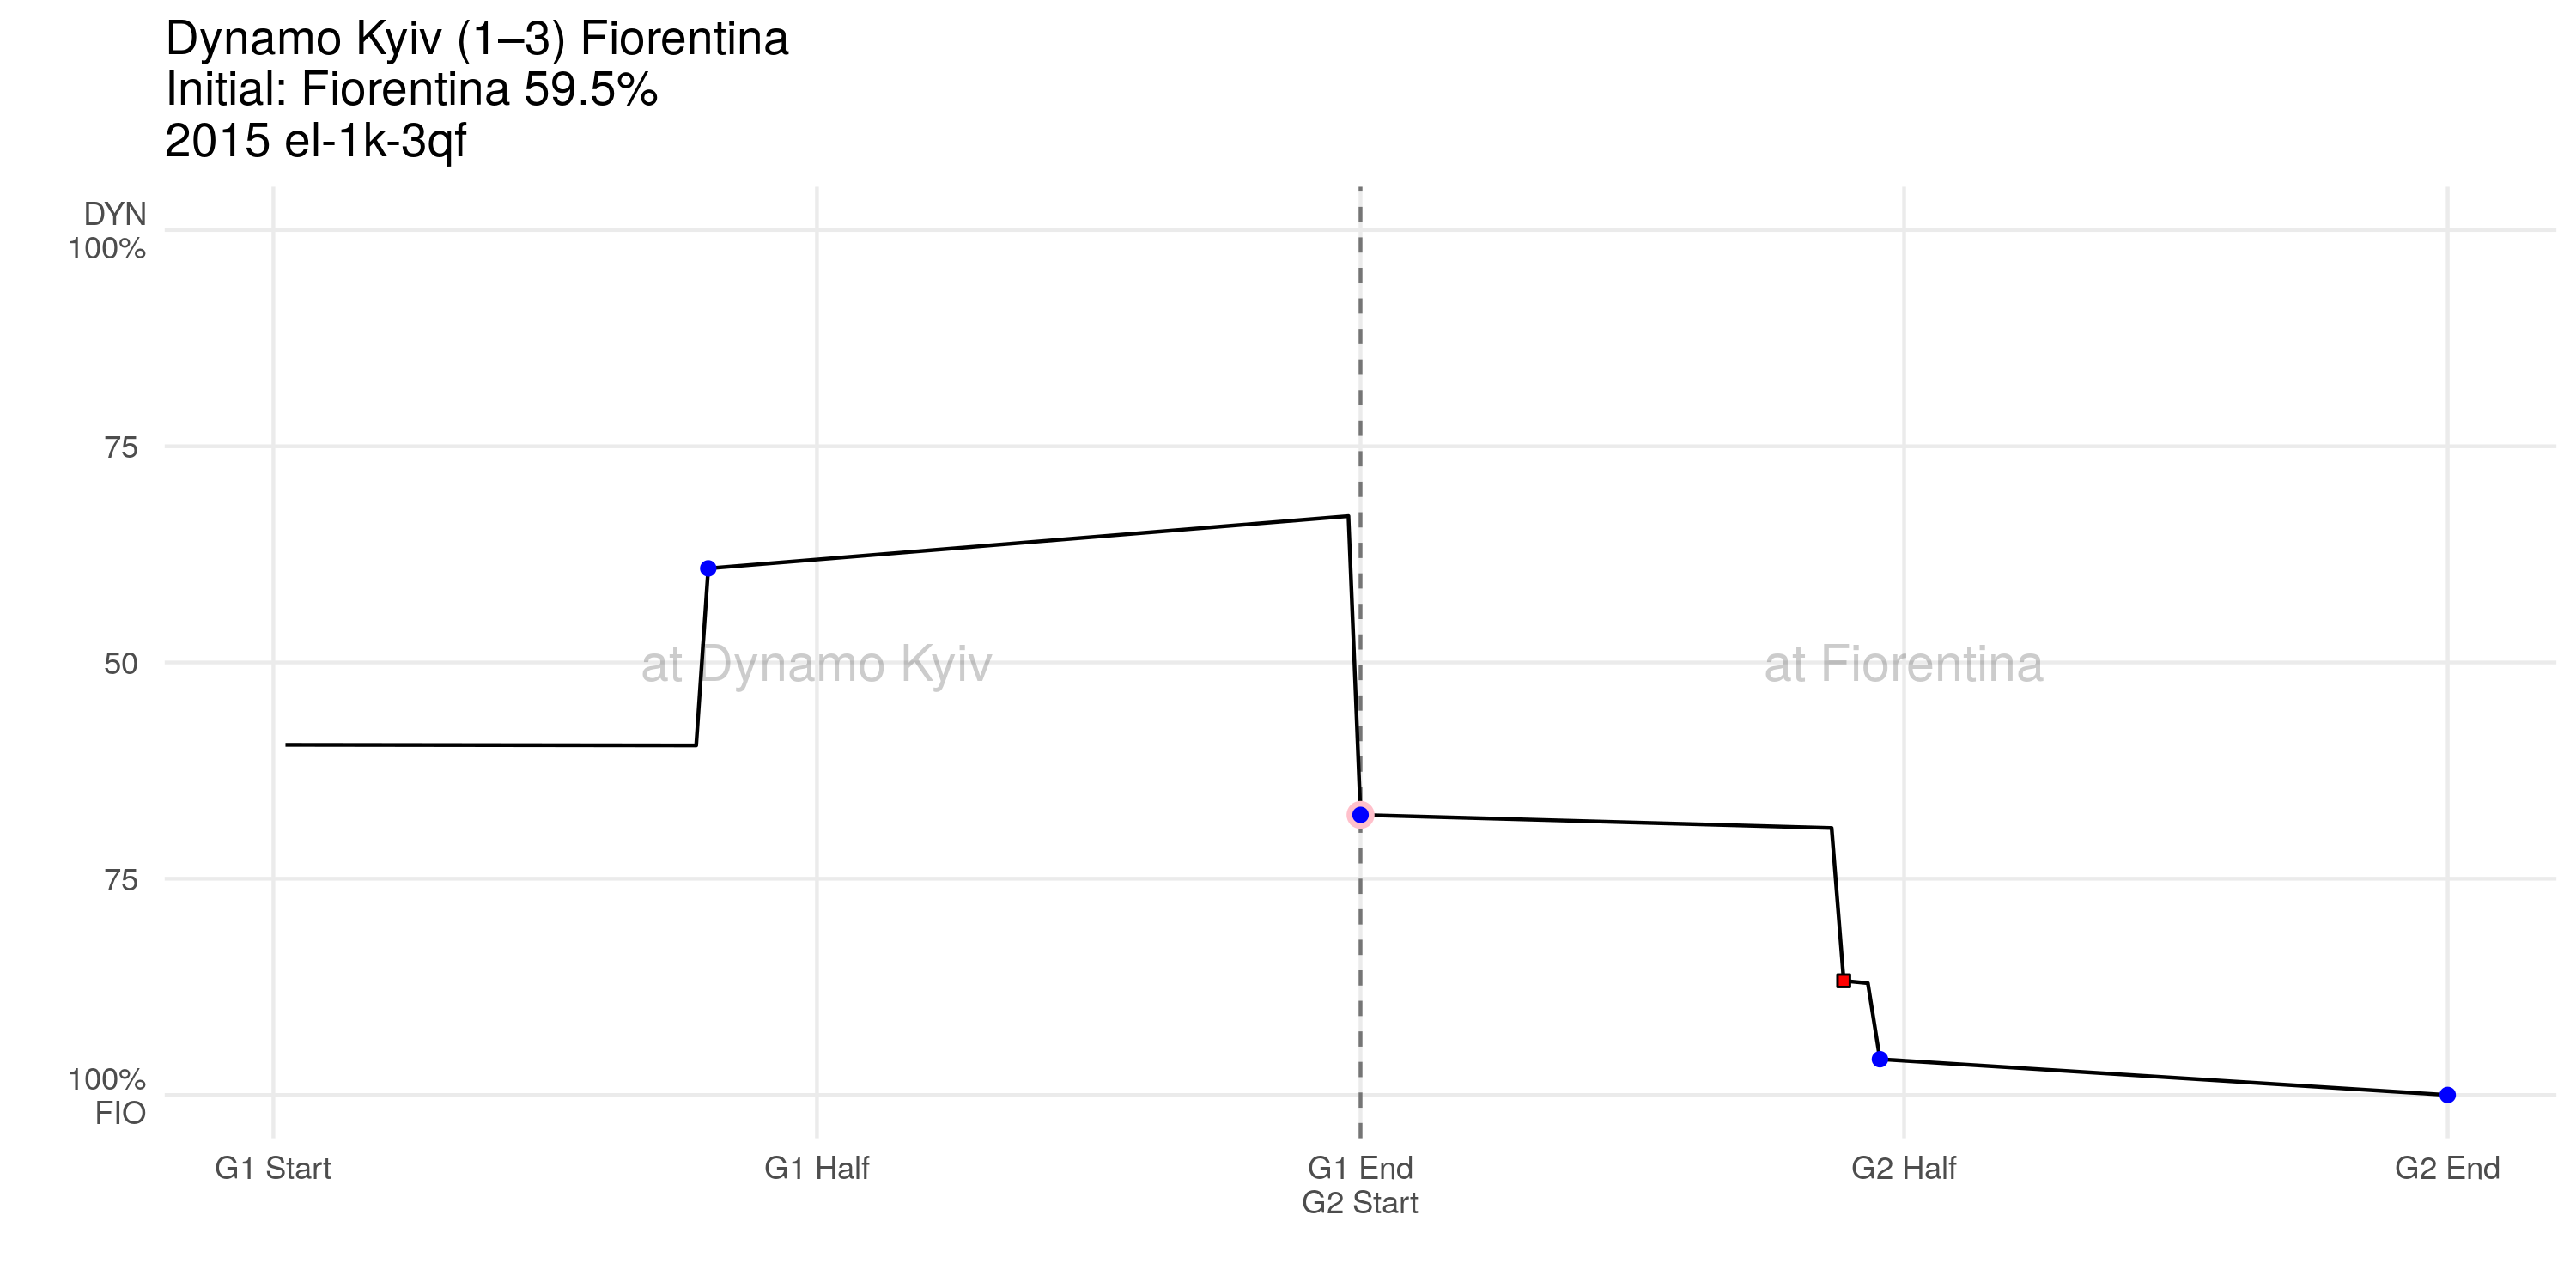 Dynamo Kyiv (1–3) Fiorentina
Initial: Fiorentina 59.5%
2015 el-1k-3qf
DYN
100%
75
50
75
100%
FIO
at Dynamo Kyiv
at Fiorentina
G1 Start
G1 Half
G1 End
G2 Start
G2 Half
G2 End